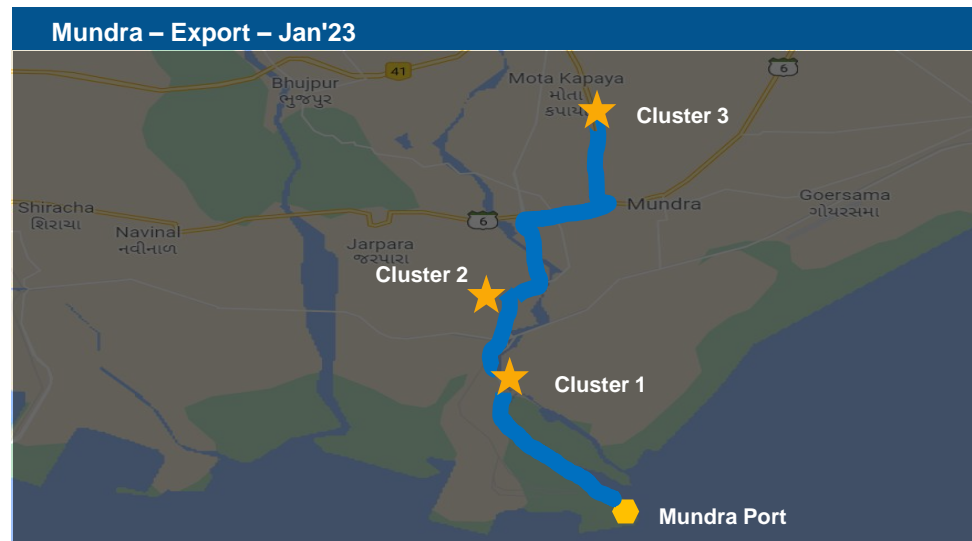 Mundra – Export – Jan'23
41
6
Bhujpur
ભુજપુર
Mota Kapaya
મોતા
કપાયા
Cluster 3
Shiracha
શિરાચા
Navinal
નવીનાળ
6
Mundra
Goersama
ગોયરસમા
Jarpara
જરપારા
Cluster 2
Cluster 1
Mundra Port